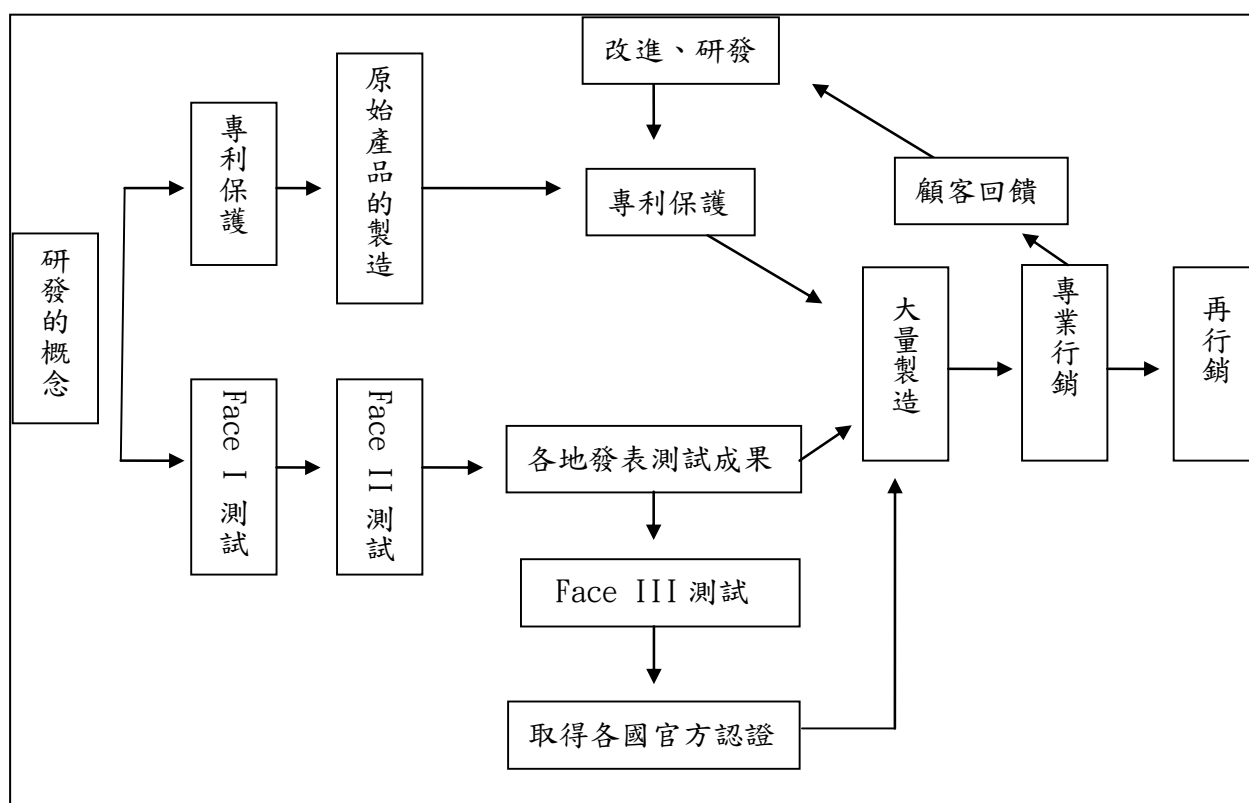 改進、研發
專利保護
原始產品的製造
專利保護
顧客回饋
研發的概念
大量製造
專業行銷
再行銷
Face I 測試
Face II 測試
各地發表測試成果
Face III 測試
取得各國官方認證